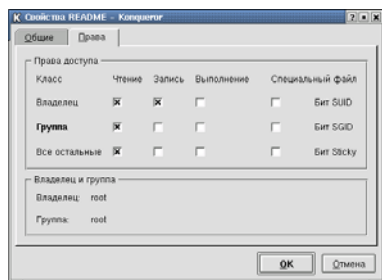 Свойства README - Konqueror
Общие Права
Права доступа
Класс Чтение Запись Выполнение Специальный файл
Владелец Бит SUID
Группа Бит SGID
Все остальные Бит Sticky
Владелец и группа
Владелец: root
Группа: root
OK Отмена